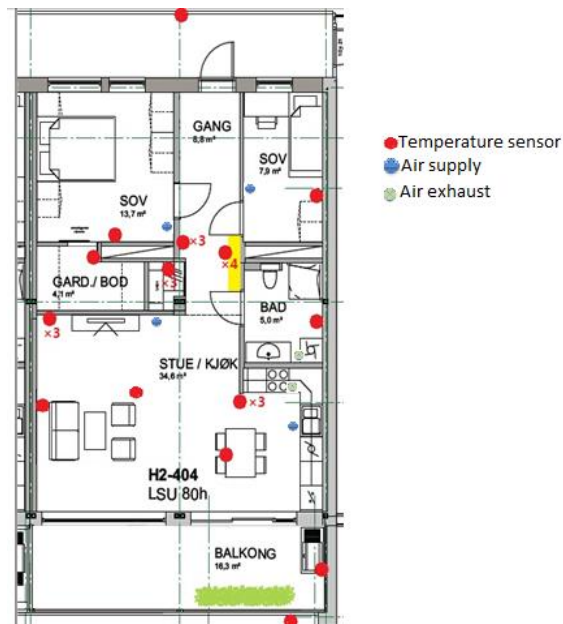 GANG
8,8 m²
SOV
7,9 m²
SOV
13,7 m²
×3
×4
GARD./ BOD
4,1 m²
×3
BAD
5,0 m²
×3
STUE / KJØK
34,6 m²
×3
H2-404
LSU 80h
BALKONG
16,3 m²
Temperature sensor
Air supply
Air exhaust